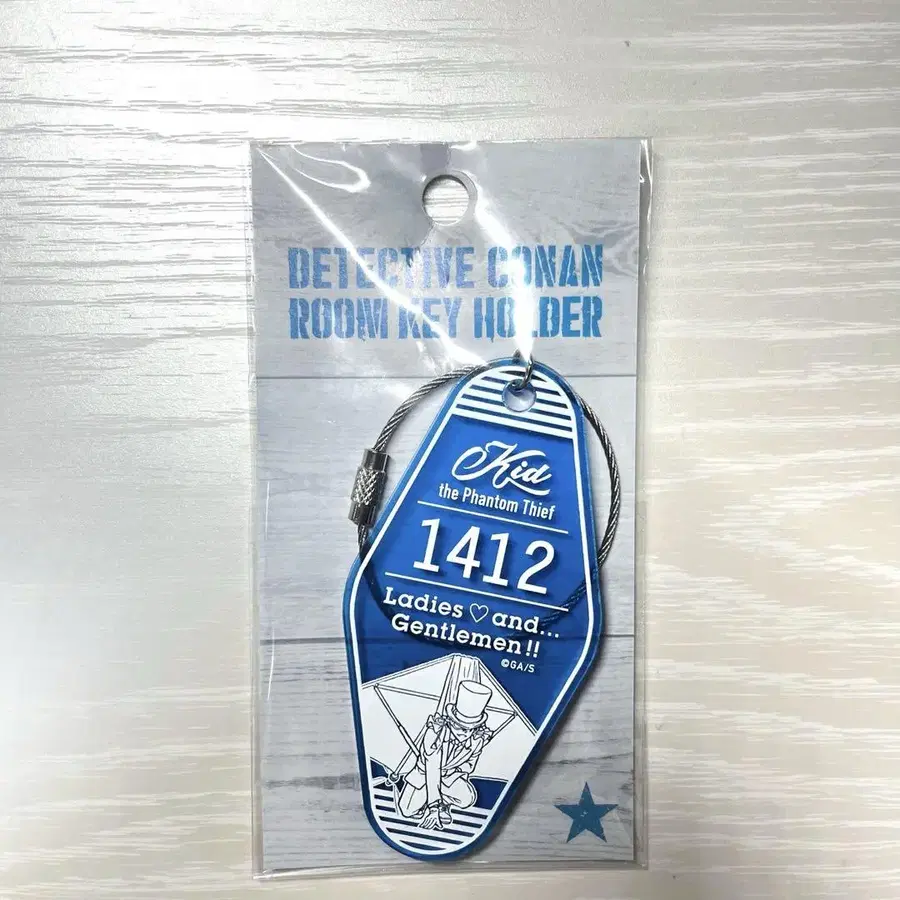 DETECTIVE CONAN
ROOM KEY HOLDER
Kid
the Phantom Thief
1412
Ladies♡and...
Gentlemen!!
©GA/S